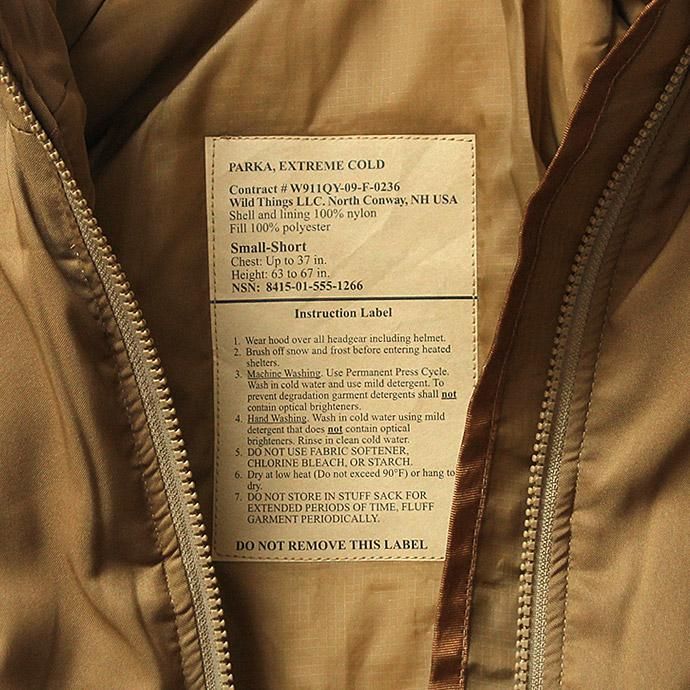 PARKA, EXTREME COLD
Contract # W911QY-09-F-0236
Wild Things LLC. North Conway, NH USA
Shell and lining 100% nylon
Fill 100% polyester
Small-Short
Chest: Up to 37 in.
Height: 63 to 67 in.
NSN: 8415-01-555-1266
Instruction Label
1. Wear hood over all headgear including helmet.
2. Brush off snow and frost before entering heated
shelters.
3. Machine Washing. Use Permanent Press Cycle.
Wash in cold water and use mild detergent. To
prevent degradation garment detergents shall not
contain optical brighteners.
4. Hand Washing. Wash in cold water using mild
detergent that does not contain optical
brighteners. Rinse in clean cold water.
5. DO NOT USE FABRIC SOFTENER,
CHLORINE BLEACH, OR STARCH.
6. Dry at low heat (Do not exceed 90°F) or hang to
dry.
7. DO NOT STORE IN STUFF SACK FOR
EXTENDED PERIODS OF TIME, FLUFF
GARMENT PERIODICALLY.
DO NOT REMOVE THIS LABEL